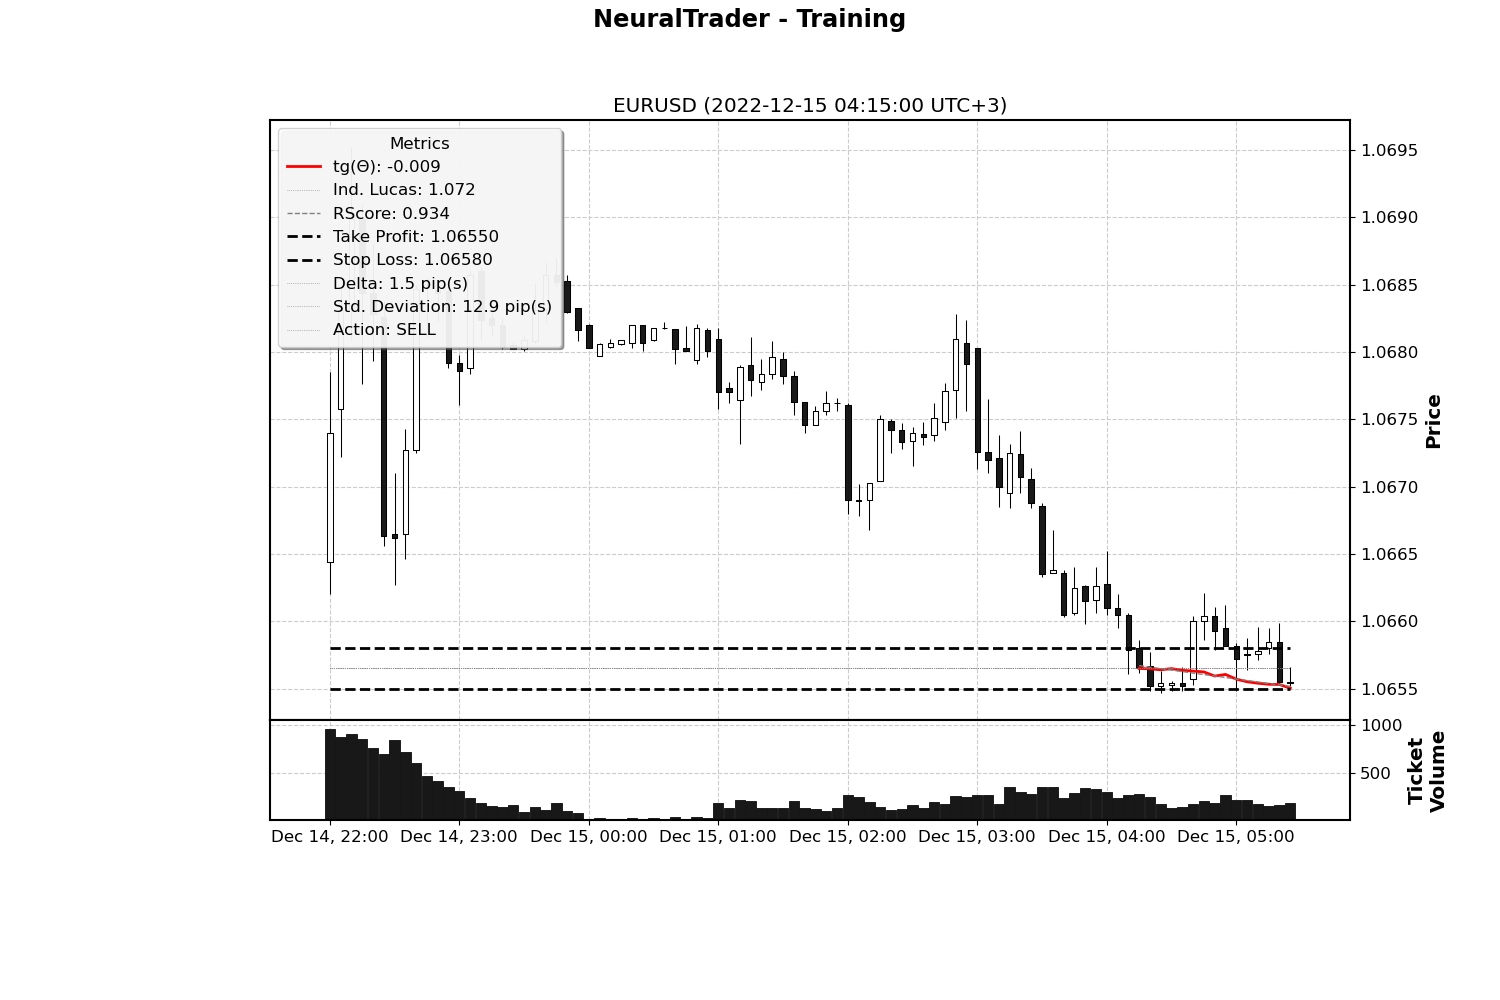 NeuralTrader - Training
EURUSD (2022-12-15 04:15:00 UTC+3)
Metrics
tg(Θ): -0.009
Ind. Lucas: 1.072
RScore: 0.934
Take Profit: 1.06550
Stop Loss: 1.06580
Delta: 1.5 pip(s)
Std. Deviation: 12.9 pip(s)
Action: SELL
1.0695
1.0690
1.0685
1.0680
1.0675
1.0670
1.0665
1.0660
1.0655
Price
1000
500
Ticket
Volume
Dec 14, 22:00 Dec 14, 23:00 Dec 15, 00:00 Dec 15, 01:00 Dec 15, 02:00 Dec 15, 03:00 Dec 15, 04:00 Dec 15, 05:00